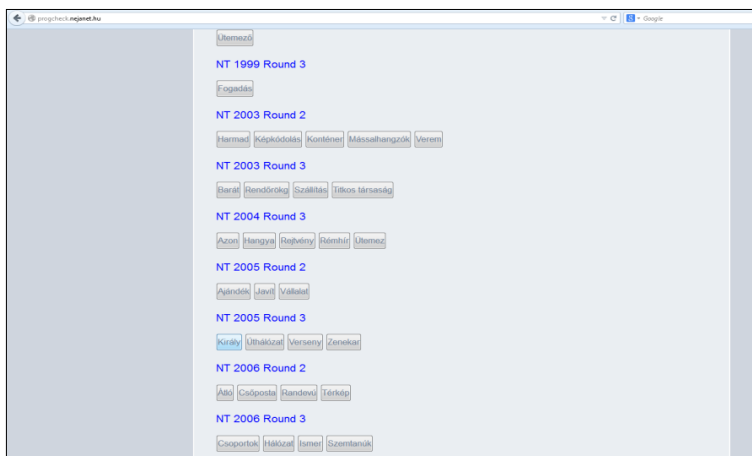 progcheck.nejanet.hu Google
Ütemező
NT 1999 Round 3
Fogadás
NT 2003 Round 2
Harmad Képkódolás Konténer Mássalhangzók Verem
NT 2003 Round 3
Barát Rendőrökg Szállítás Titkos társaság
NT 2004 Round 3
Azon Hangya Rejtvény Rémhír Ütemez
NT 2005 Round 2
Ajándék Javít Vállalat
NT 2005 Round 3
Király Úthálózat Verseny Zenekar
NT 2006 Round 2
Átló Csőposta Randevú Térkép
NT 2006 Round 3
Csoportok Hálózat Ismer Szemtanúk